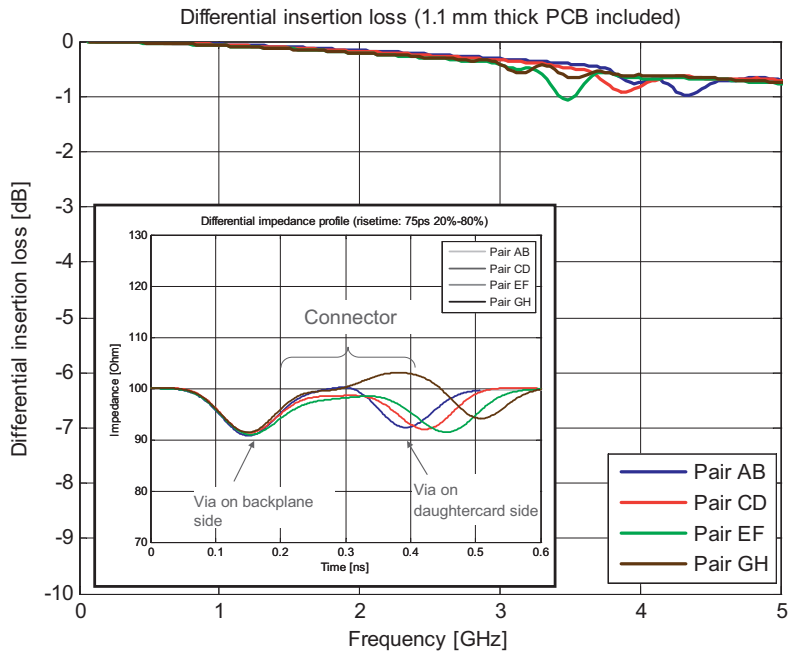 Differential insertion loss (1.1 mm thick PCB included)
0
-1
-2
-3
-4
-5
-6
-7
-8
-9
-10
Differential insertion loss [dB]
0
1
2
3
4
5
Frequency [GHz]
Pair AB
Pair CD
Pair EF
Pair GH
Differential impedance profile (risetime: 75ps 20%-80%)
130
120
110
100
90
80
70
Impedance [Ohm]
0
0.1
0.2
0.3
0.4
0.5
0.6
Time [ns]
Pair AB
Pair CD
Pair EF
Pair GH
Connector
Via on backplane
side
Via on
daughtercard side